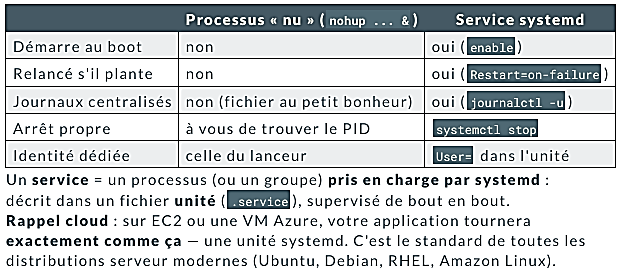 Processus « nu » ( nohup ... & ) Service systemd
Démarre au boot non oui ( enable )
Relancé s'il plante non oui ( Restart=on-failure )
Journaux centralisés non (fichier au petit bonheur) oui ( journalctl -u )
Arrêt propre à vous de trouver le PID systemctl stop
Identité dédiée celle du lanceur User= dans l'unité
Un service = un processus (ou un groupe) pris en charge par systemd :
décrit dans un fichier unité ( .service ), supervisé de bout en bout.
Rappel cloud : sur EC2 ou une VM Azure, votre application tournera
exactement comme ça — une unité systemd. C'est le standard de toutes les
distributions serveur modernes (Ubuntu, Debian, RHEL, Amazon Linux).